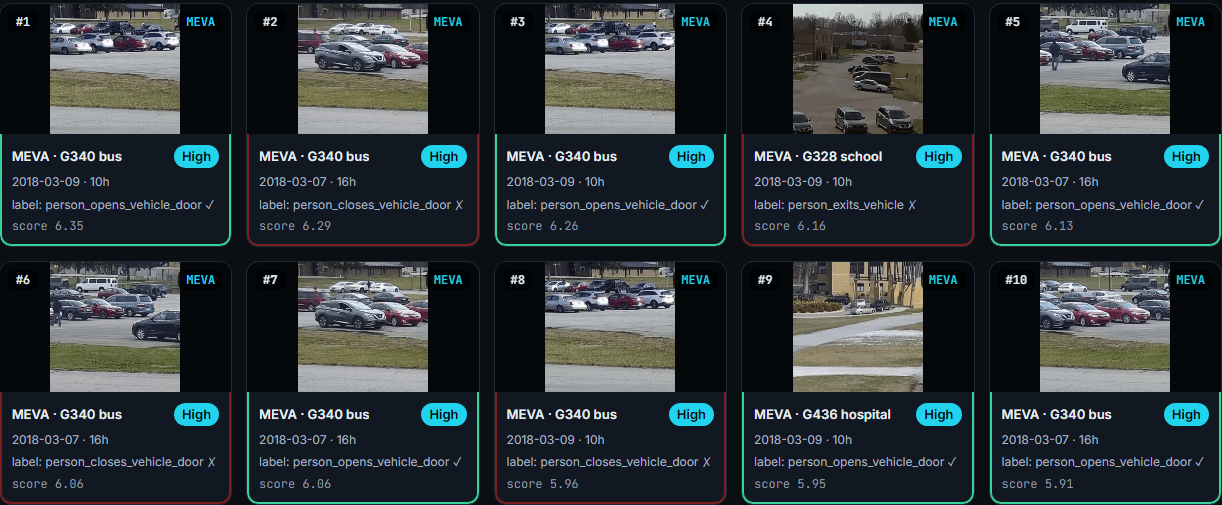 #1 MEVA
MEVA · G340 bus High
2018-03-09 · 10h
label: person_opens_vehicle_door ✓
score 6.35
#2 MEVA
MEVA · G340 bus High
2018-03-07 · 16h
label: person_closes_vehicle_door ✗
score 6.29
#3 MEVA
MEVA · G340 bus High
2018-03-09 · 10h
label: person_opens_vehicle_door ✓
score 6.26
#4 MEVA
MEVA · G328 school High
2018-03-07 · 16h
label: person_exits_vehicle ✗
score 6.16
#5 MEVA
MEVA · G340 bus High
2018-03-07 · 16h
label: person_opens_vehicle_door ✓
score 6.13
#6 MEVA
MEVA · G340 bus High
2018-03-07 · 16h
label: person_closes_vehicle_door ✗
score 6.06
#7 MEVA
MEVA · G340 bus High
2018-03-07 · 16h
label: person_opens_vehicle_door ✓
score 6.06
#8 MEVA
MEVA · G340 bus High
2018-03-09 · 10h
label: person_closes_vehicle_door ✗
score 5.96
#9 MEVA
MEVA · G436 hospital High
2018-03-09 · 10h
label: person_opens_vehicle_door ✓
score 5.95
#10 MEVA
MEVA · G340 bus High
2018-03-07 · 16h
label: person_opens_vehicle_door ✓
score 5.91